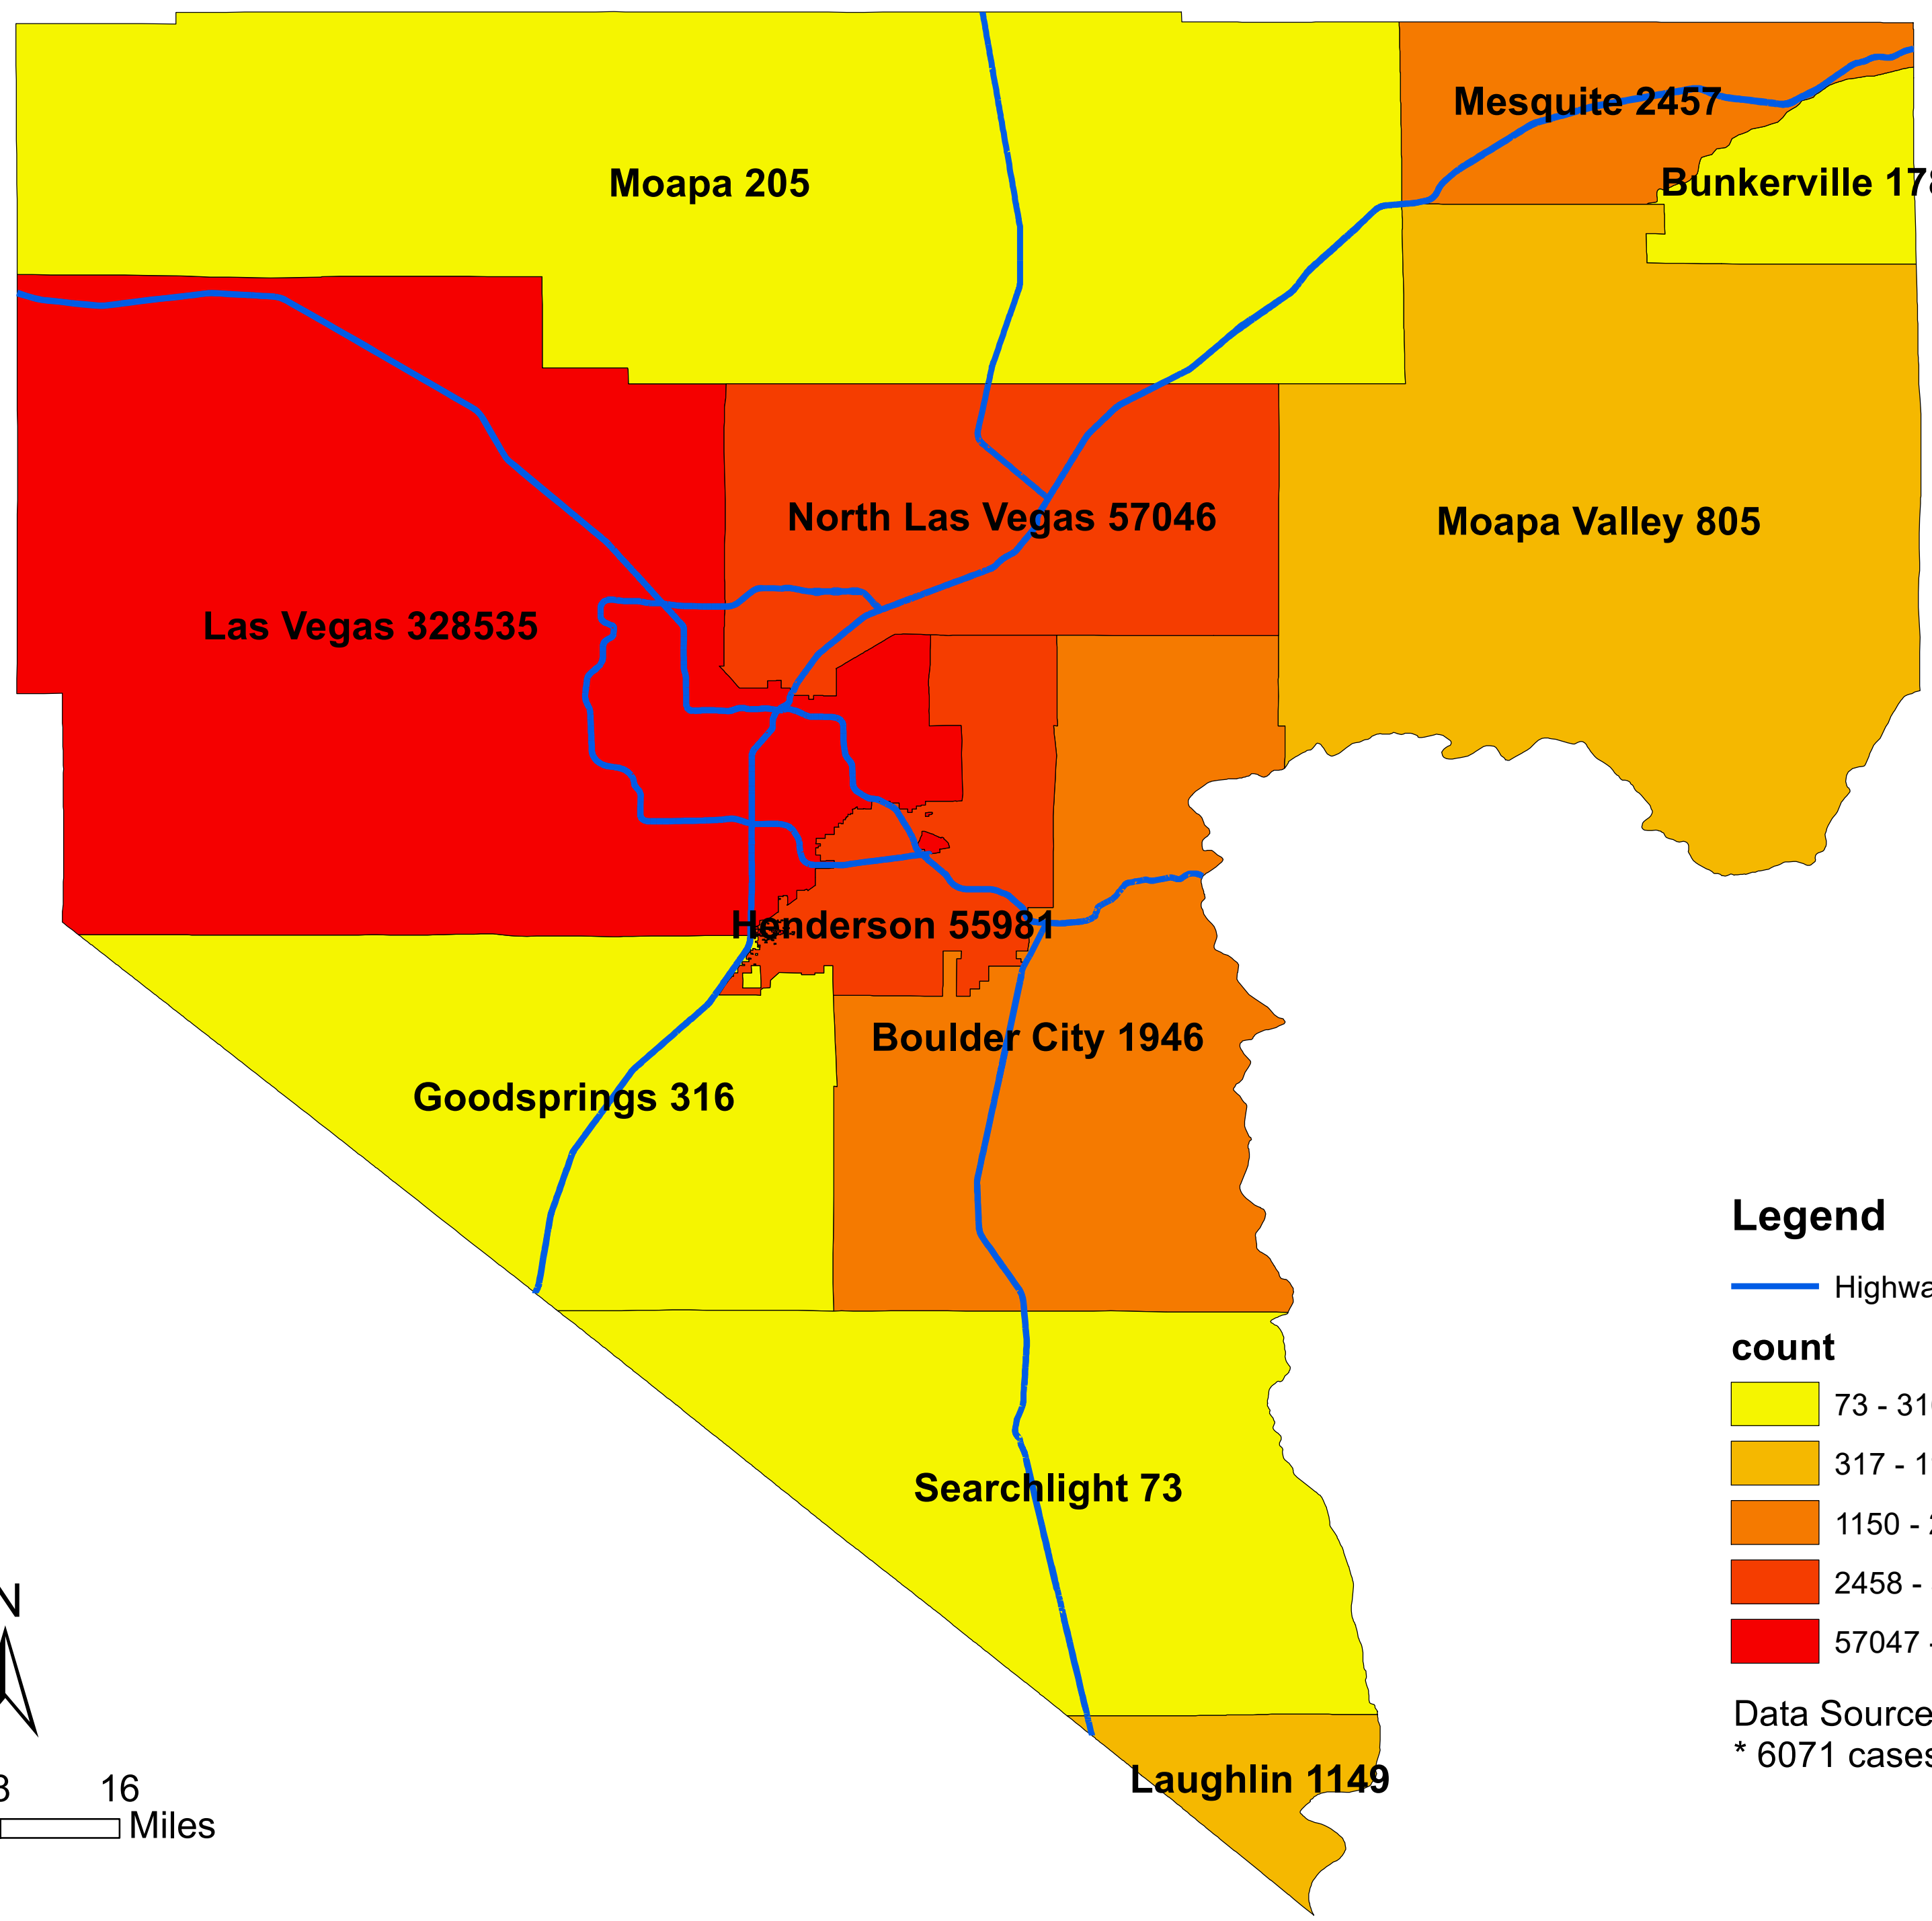 Mesquite 2457
Moapa 205
Bunkerville 178
North Las Vegas 57046
Moapa Valley 805
Las Vegas 328535
Henderson 55981
Boulder City 1946
Goodsprings 316
Legend
count
73 - 31
317 - 1
1150 -
Searchlight 73
2458 -
N
57047 -
Data Source
* 6071 cases
Laughlin 1149
16
Miles